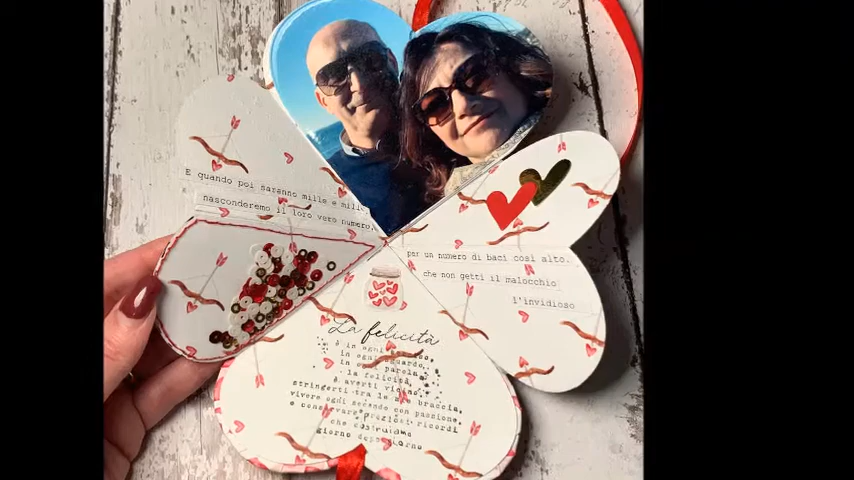 E quando poi saranno mille e mille
nasconderemo il loro vero numero,
per un numero di baci così alto.
che non getti il malocchio
l'invidioso
La felicità
è in ogni
in ogni sguardo,
in ogni parola,
la felicità
è averti vicino,
stringerti tra le mie braccia,
vivere ogni secondo con passione,
e conservare preziosi ricordi
che costruiamo
giorno dopo giorno